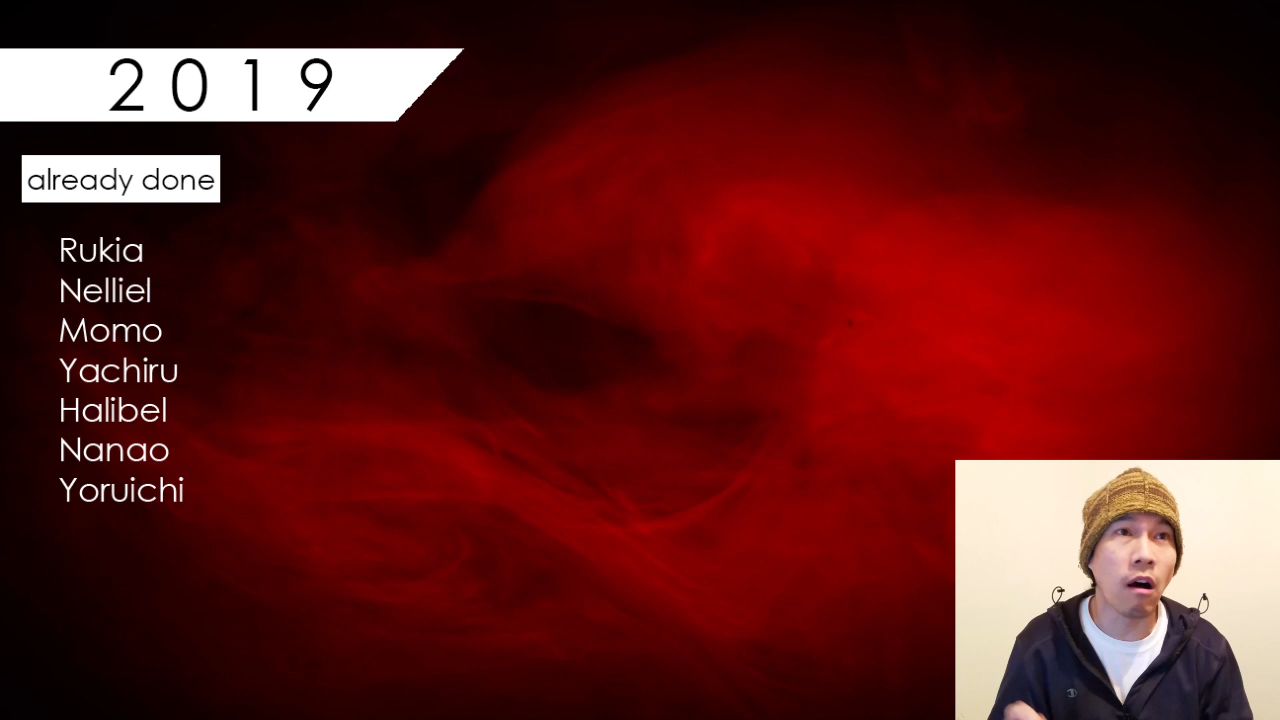 2019
already done
Rukia
Nelliel
Momo
Yachiru
Halibel
Nanao
Yoruichi